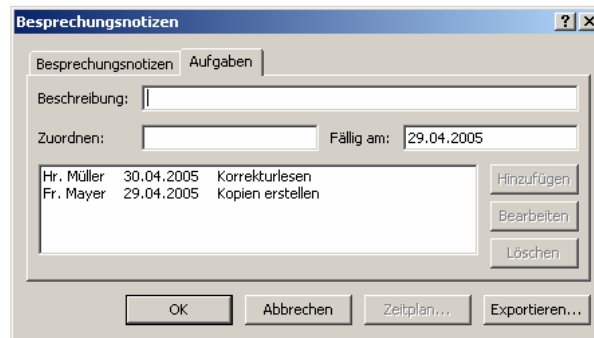 Besprechungsnotizen
Besprechungsnotizen Aufgaben
Beschreibung:
Zuordnen: Fällig am: 29.04.2005
Hr. Müller 30.04.2005 Korrekturlesen
Fr. Mayer 29.04.2005 Kopien erstellen
Hinzufügen
Bearbeiten
Löschen
OK Abbrechen Zeitplan... Exportieren...